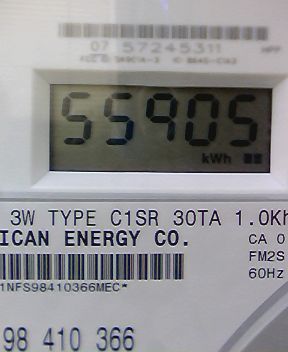 07 57245311
55905
kWh
3W TYPE C1SR 30TA 1.0Kh
ICAN ENERGY CO.
CA 0
FM2S
60Hz
1NFS98410366MEC*
98 410 366